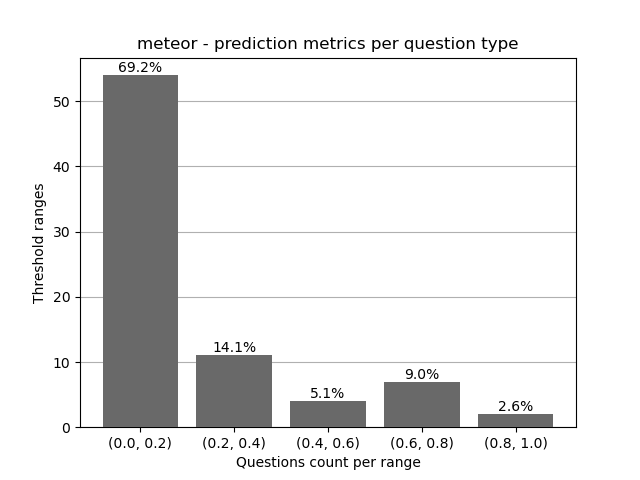 meteor - prediction metrics per question type
69.2%
50
40
30
20
10
0
14.1%
5.1%
9.0%
2.6%
Threshold ranges
(0.0, 0.2) (0.2, 0.4) (0.4, 0.6) (0.6, 0.8) (0.8, 1.0)
Questions count per range